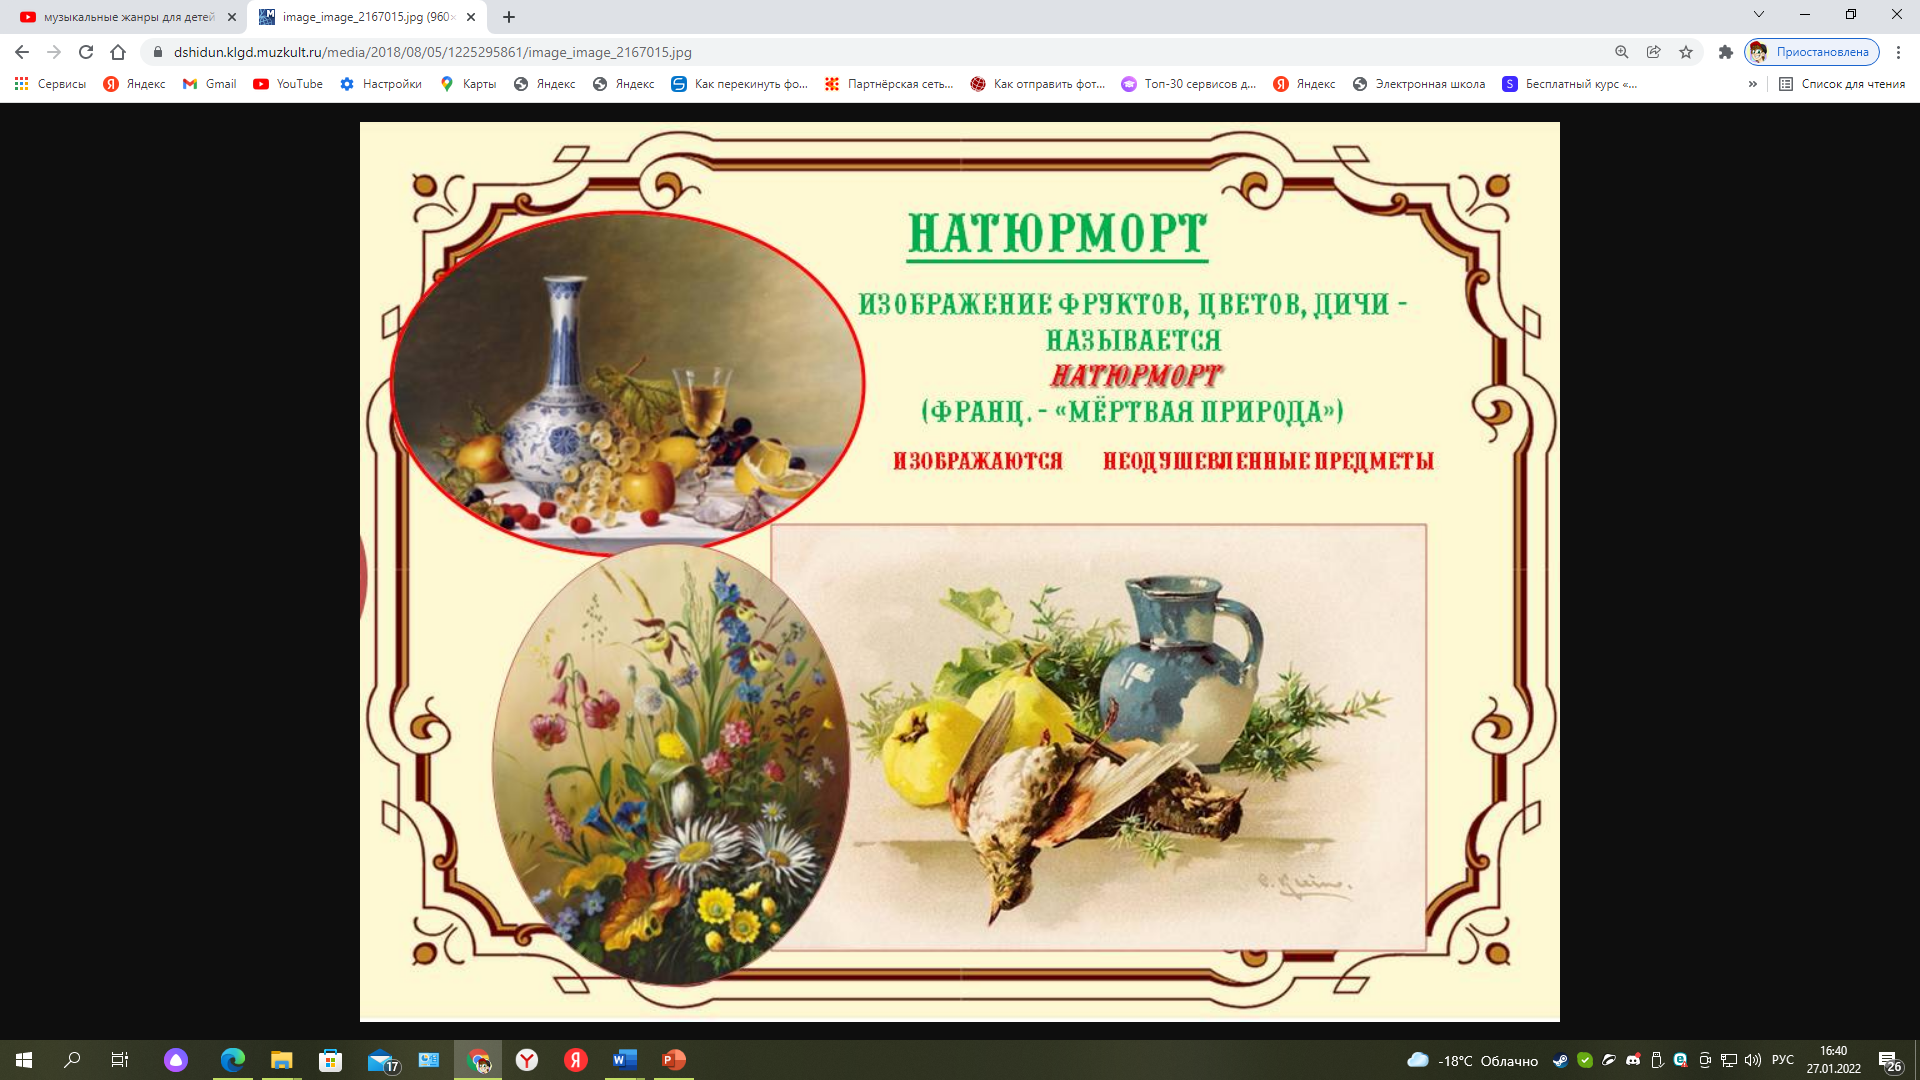 музыкальные жанры для детей
image_image_2167015.jpg (960×
dshidun.klgd.muzkult.ru/media/2018/08/05/1225295861/image_image_2167015.jpg
Приостановлена
Сервисы
Яндекс
Gmail
YouTube
Настройки
Карты
Яндекс
Яндекс
Как перекинуть фо...
Партнёрская сеть...
Как отправить фот...
Топ-30 сервисов д...
Яндекс
Электронная школа
Бесплатный курс «...
»
Список для чтения
НАТЮРМОРТ
ИЗОБРАЖЕНИЕ ФРУКТОВ, ЦВЕТОВ, ДИЧИ -
НАЗЫВАЕТСЯ
НАТЮРМОРТ
(ФРАНЦ. - «МЁРТВАЯ ПРИРОДА»)
ИЗОБРАЖАЮТСЯ НЕОДУШЕВЛЕННЫЕ ПРЕДМЕТЫ
17
-18°C Облачно
РУС
16:40
27.01.2022
26